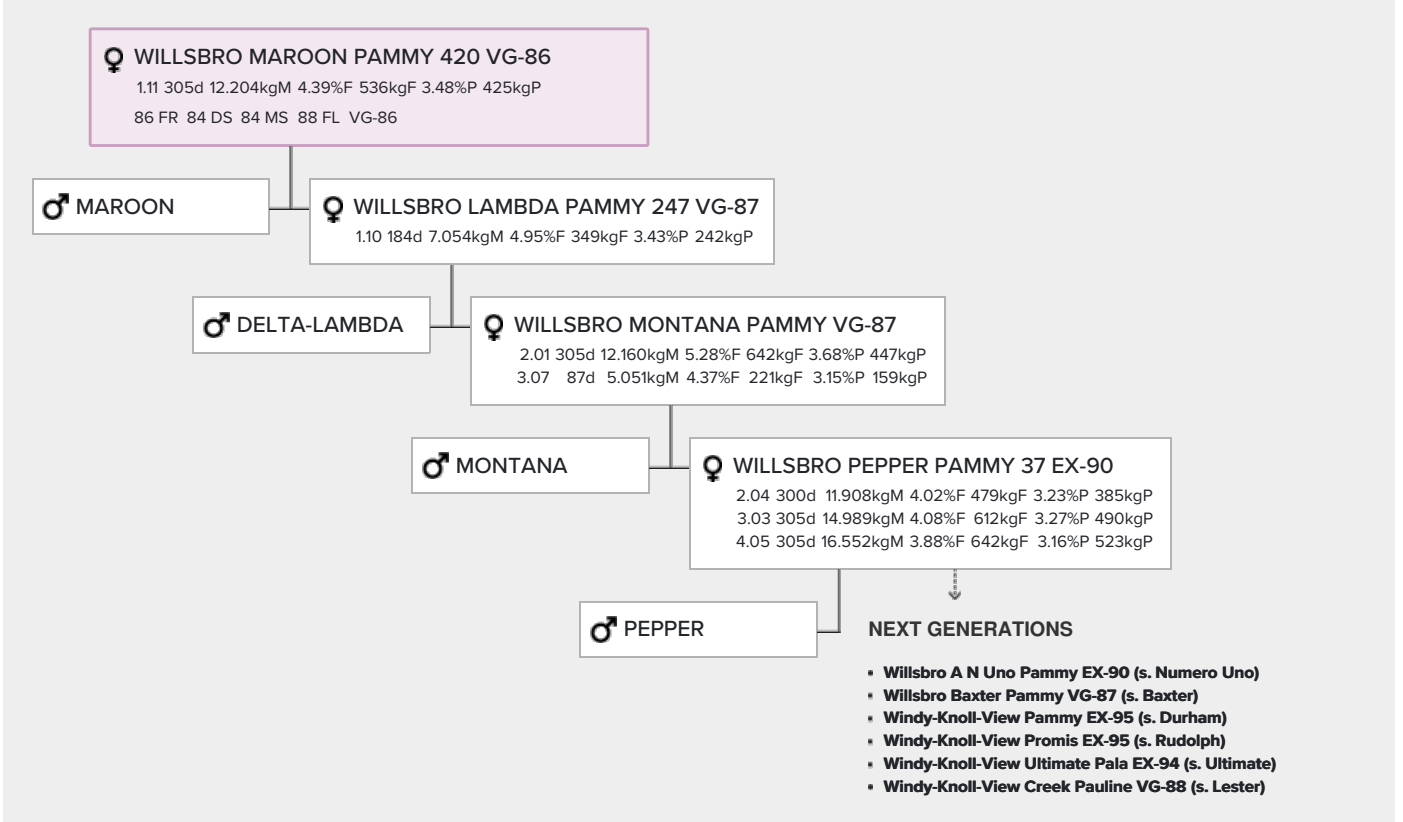 WILLSBRO MAROON PAMMY 420 VG-86
1.11 305d 12.204kgM 4.39%F 536kgF 3.48%P 425kgP
86 FR 84 DS 84 MS 88 FL VG-86
MAROON
WILLSBRO LAMBDA PAMMY 247 VG-87
1.10 184d 7.054kgM 4.95%F 349kgF 3.43%P 242kgP
DELTA-LAMBDA
WILLSBRO MONTANA PAMMY VG-87
2.01 305d 12.160kgM 5.28%F 642kgF 3.68%P 447kgP
3.07 87d 5.051kgM 4.37%F 221kgF 3.15%P 159kgP
MONTANA
WILLSBRO PEPPER PAMMY 37 EX-90
2.04 300d 11.908kgM 4.02%F 479kgF 3.23%P 385kgP
3.03 305d 14.989kgM 4.08%F 612kgF 3.27%P 490kgP
4.05 305d 16.552kgM 3.88%F 642kgF 3.16%P 523kgP
PEPPER
NEXT GENERATIONS
• Willsbro A N Uno Pammy EX-90 (s. Numero Uno)
• Willsbro Baxter Pammy VG-87 (s. Baxter)
• Windy-Knoll-View Pammy EX-95 (s. Durham)
• Windy-Knoll-View Promis EX-95 (s. Rudolph)
• Windy-Knoll-View Ultimate Pala EX-94 (s. Ultimate)
• Windy-Knoll-View Creek Pauline VG-88 (s. Lester)